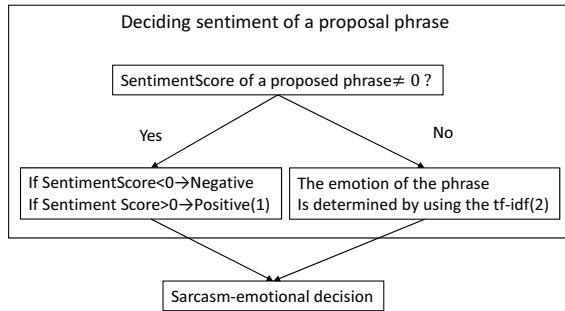 Deciding sentiment of a proposal phrase
SentimentScore of a proposed phrase≠ 0 ?
Yes
No
If SentimentScore<0→Negative
If Sentiment Score>0→Positive(1)
The emotion of the phrase
Is determined by using the tf-idf(2)
Sarcasm-emotional decision